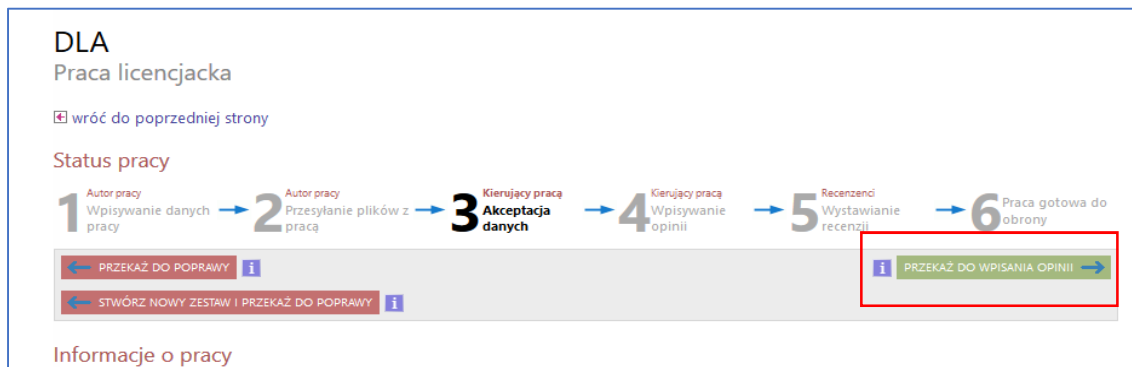 DLA
Praca licencjacka
wróć do poprzedniej strony
Status pracy
1 Autor pracy Wpisywanie danych pracy
2 Autor pracy Przesyłanie plików z pracą
3 Kierujący pracą Akceptacja danych
4 Kierujący pracą Wpisywanie opinii
5 Recenzenci Wystawianie recenzji
6 Praca gotowa do obrony
PRZEKAŻ DO POPRAWY i
i PRZEKAŻ DO WPISANIA OPINII
STWÓRZ NOWY ZESTAW I PRZEKAŻ DO POPRAWY i
Informacje o pracy